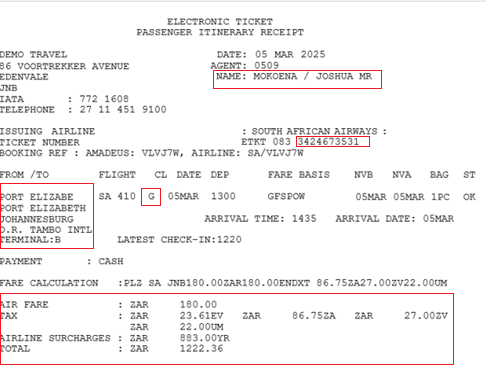 ELECTRONIC TICKET
PASSENGER ITINERARY RECEIPT
DEMO TRAVEL DATE: 05 MAR 2025
86 VOORTREKKER AVENUE AGENT: 0509
EDENVALE NAME: MOKOENA / JOSHUA MR
JNB
IATA : 772 1608
TELEPHONE : 27 11 451 9100
ISSUING AIRLINE : SOUTH AFRICAN AIRWAYS :
TICKET NUMBER ETKT 083 3424673531
BOOKING REF : AMADEUS: VLVJ7W, AIRLINE: SA/VLVJ7W
FROM /TO FLIGHT CL DATE DEP FARE BASIS NVB NVA BAG ST
PORT ELIZABE SA 410 G 05MAR 1300 GFSPOW 05MAR 05MAR 1PC OK
PORT ELIZABETH
JOHANNESBURG ARRIVAL TIME: 1435 ARRIVAL DATE: 05MAR
O.R. TAMBO INTL
TERMINAL:B LATEST CHECK-IN:1220
PAYMENT : CASH
FARE CALCULATION :PLZ SA JNB180.00ZAR180.00ENDXT 86.75ZA27.00ZV22.00UM
AIR FARE : ZAR 180.00
TAX : ZAR 23.61EV ZAR 86.75ZA ZAR 27.00ZV
: ZAR 22.00UM
AIRLINE SURCHARGES : ZAR 883.00YR
TOTAL : ZAR 1222.36